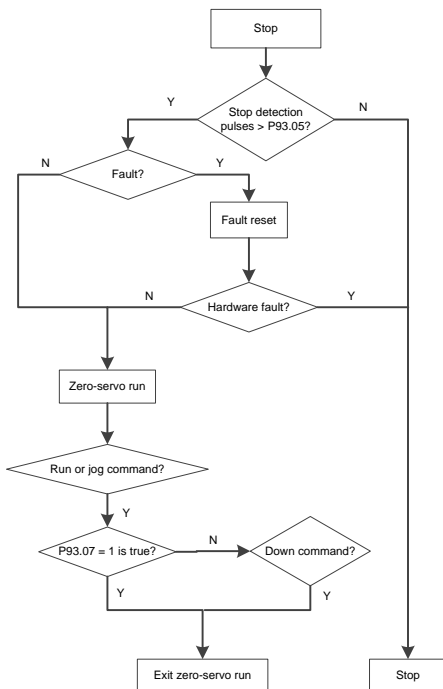 Stop
Stop detection
pulses > P93.05?
Y
N
N
Fault?
Y
Fault reset
N
Hardware fault?
Y
Zero-servo run
Run or jog command?
Y
P93.07 = 1 is true?
N
Down command?
Y
Y
Exit zero-servo run
Stop